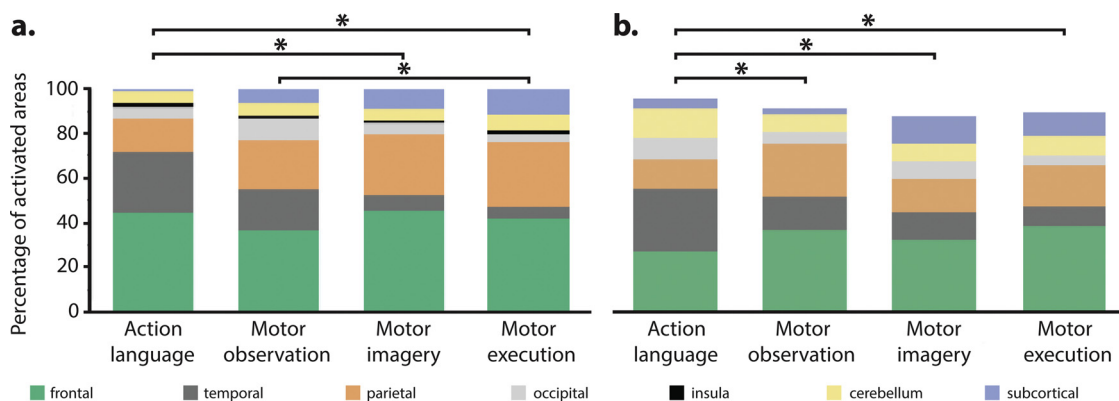 a.
*
*
*
b.
*
*
*
Percentage of activated areas
100
80
60
40
20
0
Action language
Motor observation
Motor imagery
Motor execution
Action language
Motor observation
Motor imagery
Motor execution
frontal
temporal
parietal
occipital
insula
cerebellum
subcortical